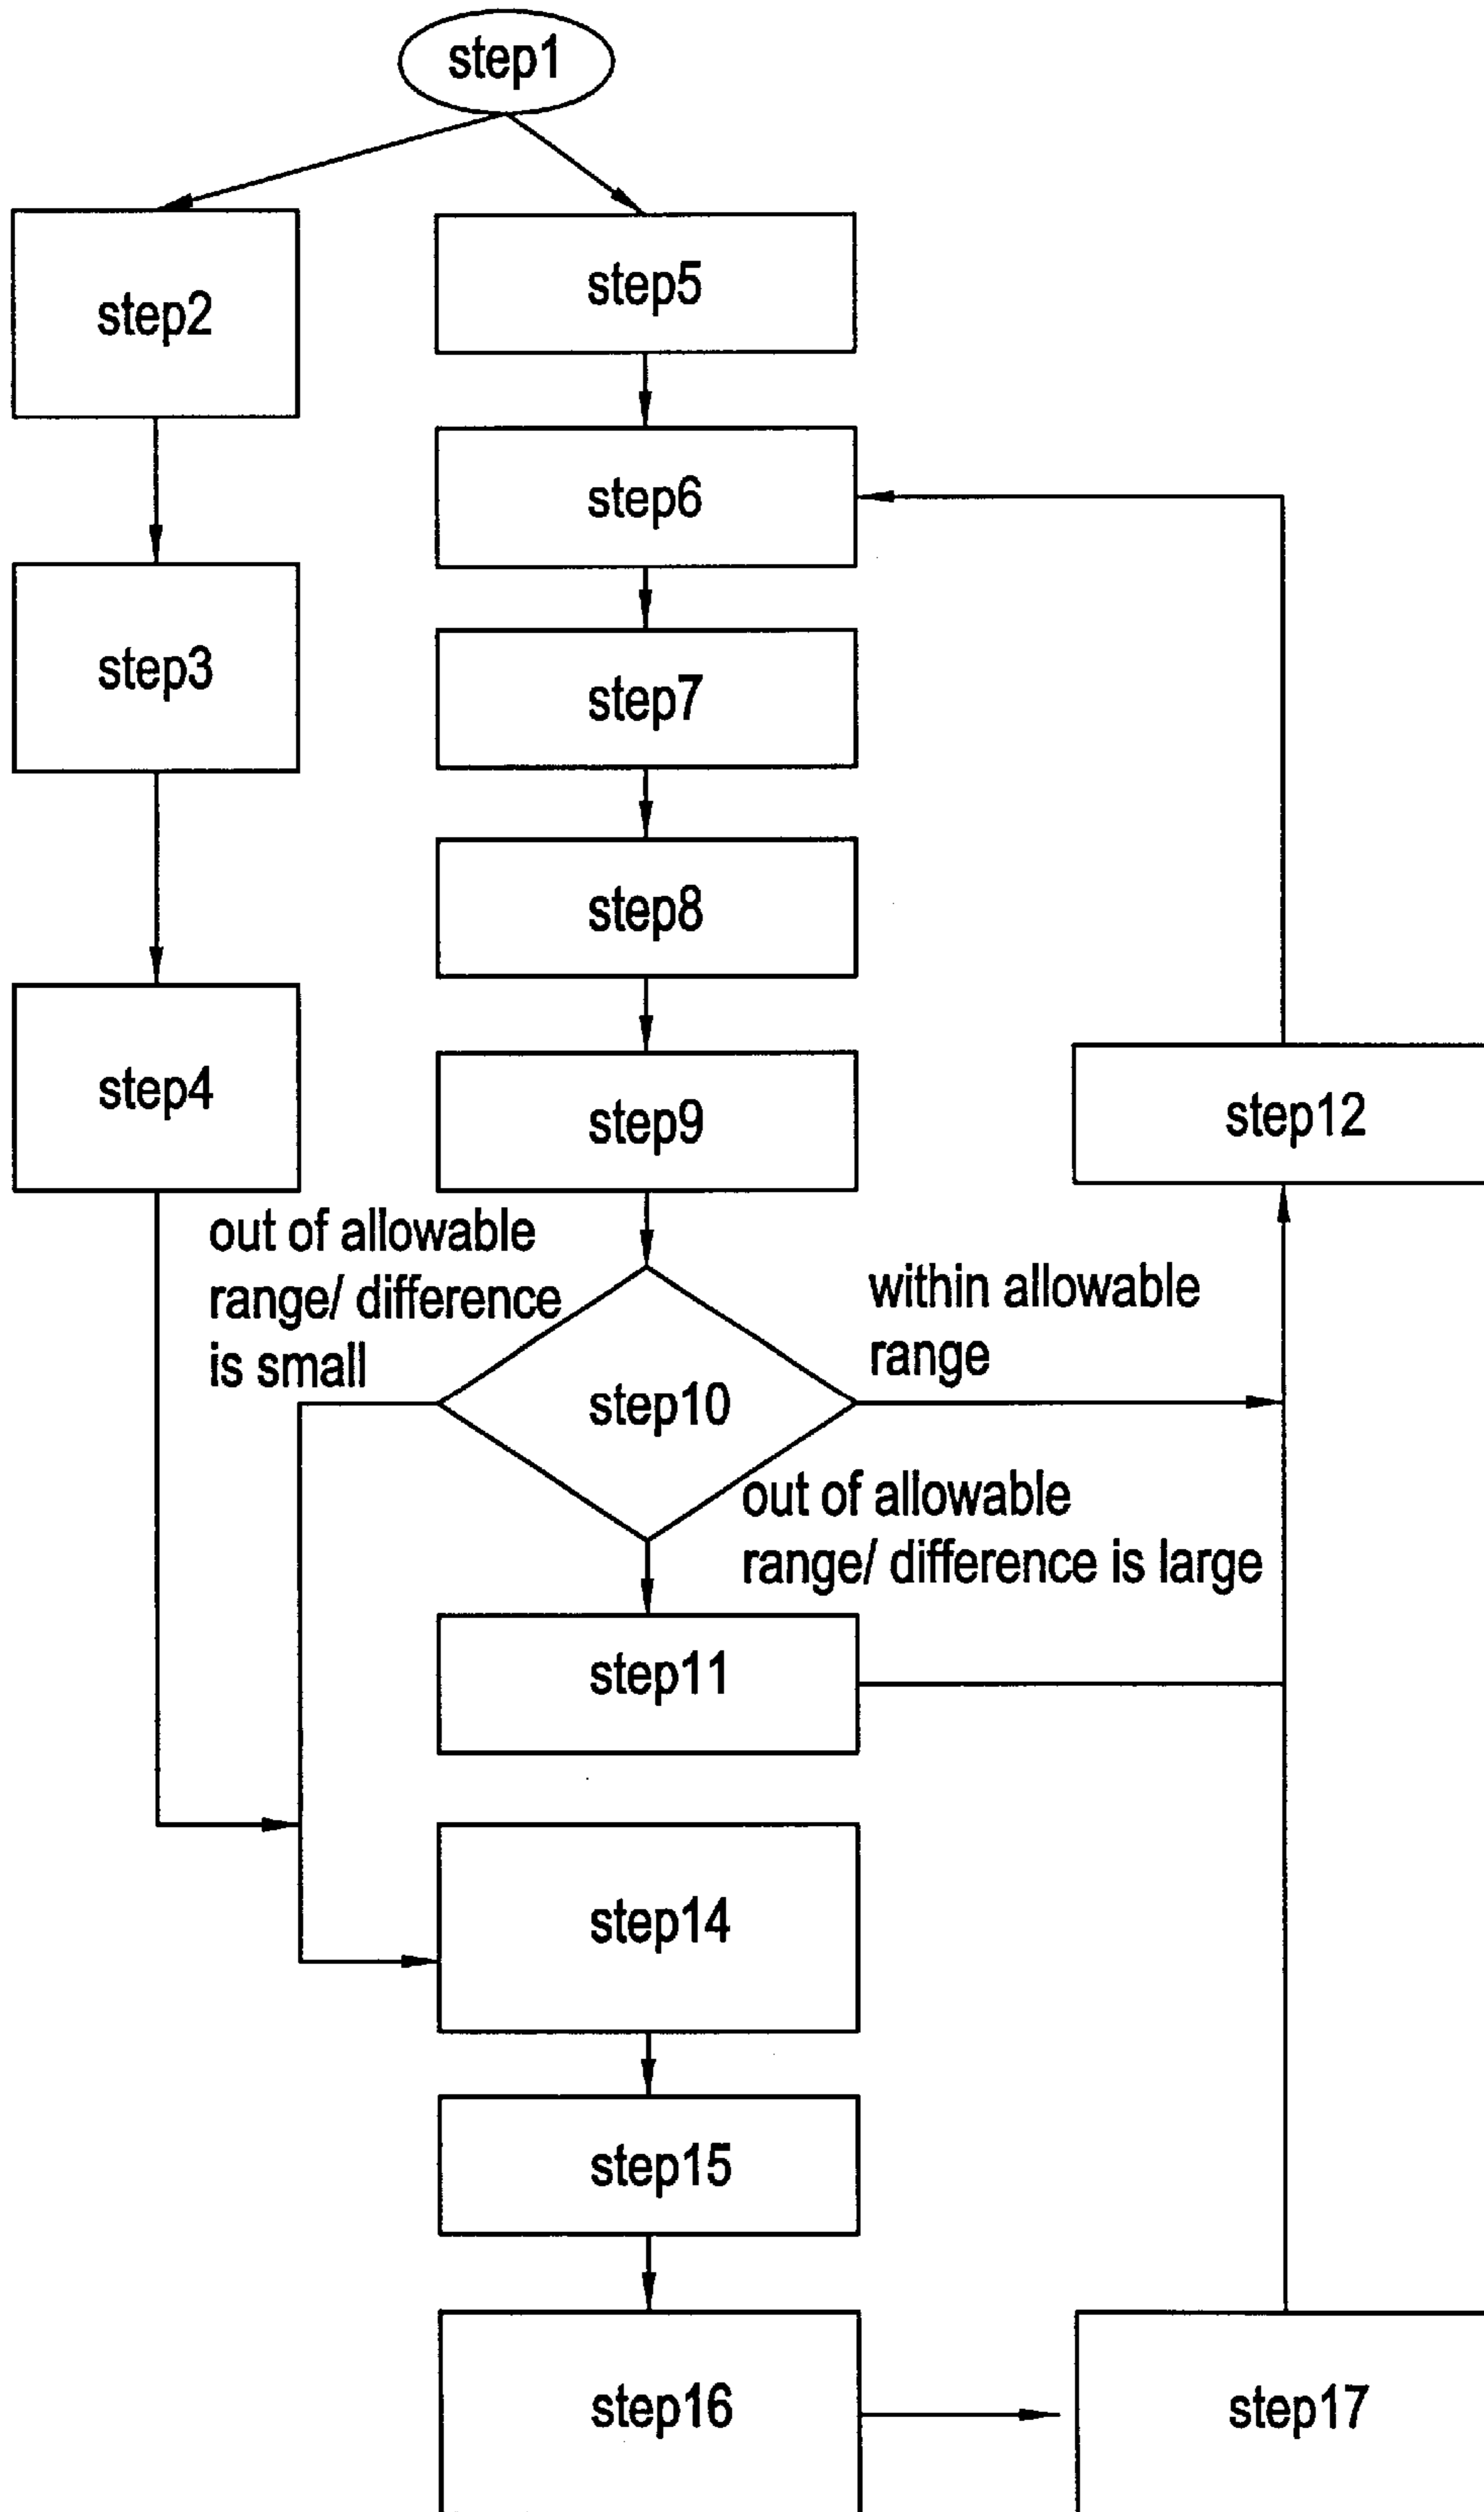 step1
step2
step5
step6
step3
step7
step8
step4
step9
step12
out of allowable
range/ difference
is small
within allowable
range
step10
out of allowable
range/ difference is large
step11
step14
step15
step16
step17